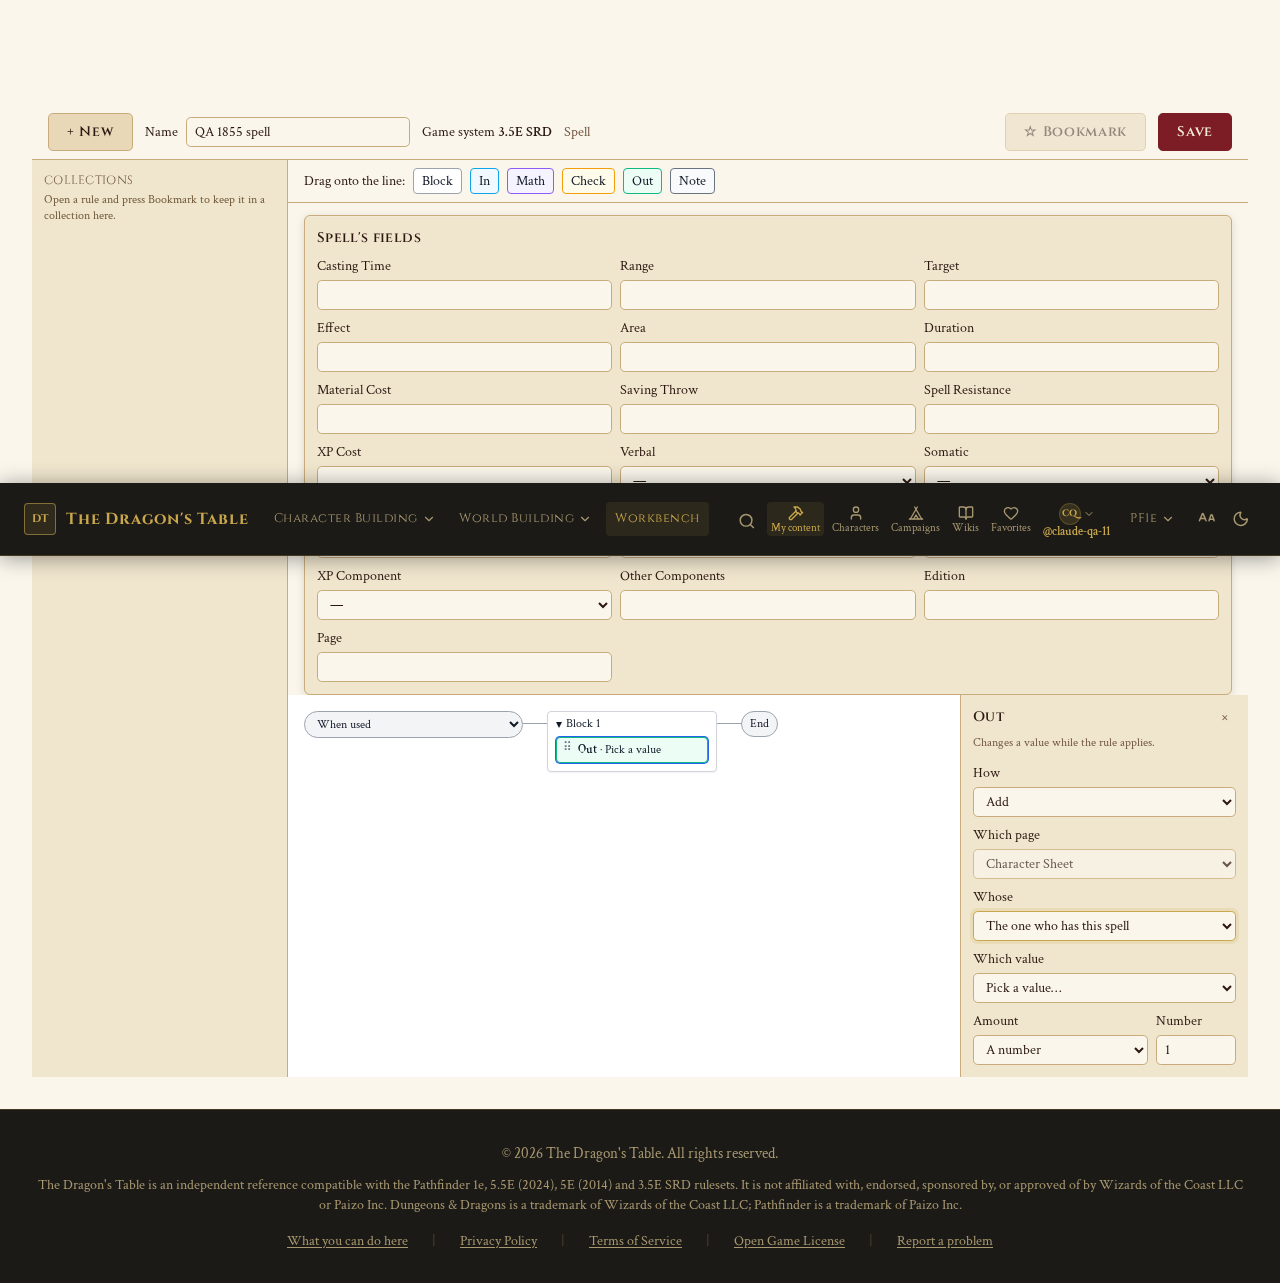 + New
Name
QA 1855 spell
Game system 3.5E SRD
Spell
☆ Bookmark
Save
Collections
Open a rule and press Bookmark to keep it in a
collection here.
Drag onto the line:
Block
In
Math
Check
Out
Note
Spell's fields
Casting Time
Range
Target
Effect
Area
Duration
Material Cost
Saving Throw
Spell Resistance
XP Cost
Verbal
Somatic
—
—
DT
The Dragon's Table
Character Building
World Building
Workbench
My content
Characters
Campaigns
Wikis
Favorites
CQ
@claude-qa-11
PF1e
AA
XP Component
Other Components
Edition
—
Page
When used
▾ Block 1
Out · Pick a value
End
Out
×
Changes a value while the rule applies.
How
Add
Which page
Character Sheet
Whose
The one who has this spell
Which value
Pick a value…
Amount
Number
A number
1
© 2026 The Dragon's Table. All rights reserved.
The Dragon's Table is an independent reference compatible with the Pathfinder 1e, 5.5E (2024), 5E (2014) and 3.5E SRD rulesets. It is not affiliated with, endorsed, sponsored by, or approved of by Wizards of the Coast LLC
or Paizo Inc. Dungeons & Dragons is a trademark of Wizards of the Coast LLC; Pathfinder is a trademark of Paizo Inc.
What you can do here
Privacy Policy
Terms of Service
Open Game License
Report a problem